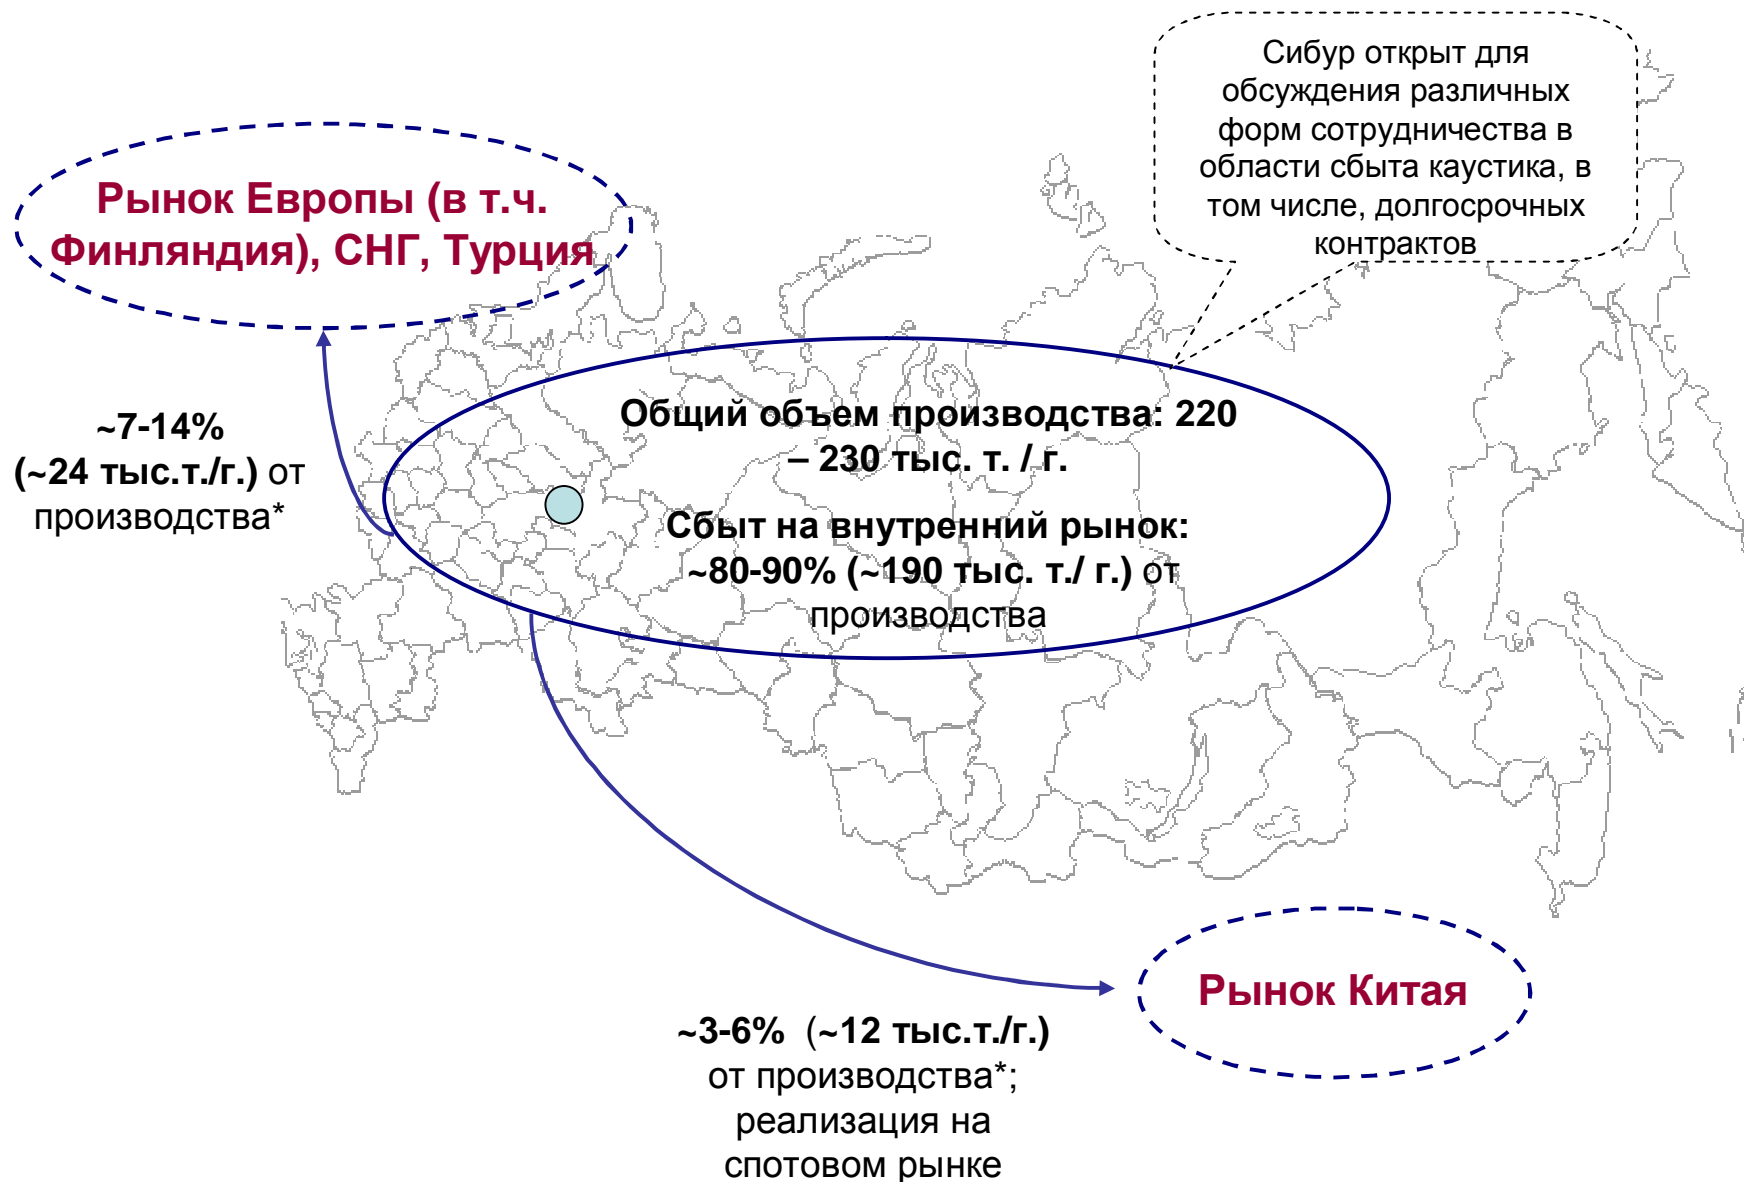 Сибур открыт для
обсуждения различных
форм сотрудничества в
области сбыта каустика, в
том числе, долгосрочных
контрактов
Рынок Европы (в т.ч.
Финляндия), СНГ, Турция
~7-14%
(~24 тыс.т./г.) от
производства*
Общий объем производства: 220
– 230 тыс. т. / г.
Сбыт на внутренний рынок:
~80-90% (~190 тыс. т./ г.) от
производства
Рынок Китая
~3-6% (~12 тыс.т./г.)
от производства*;
реализация на
спотовом рынке